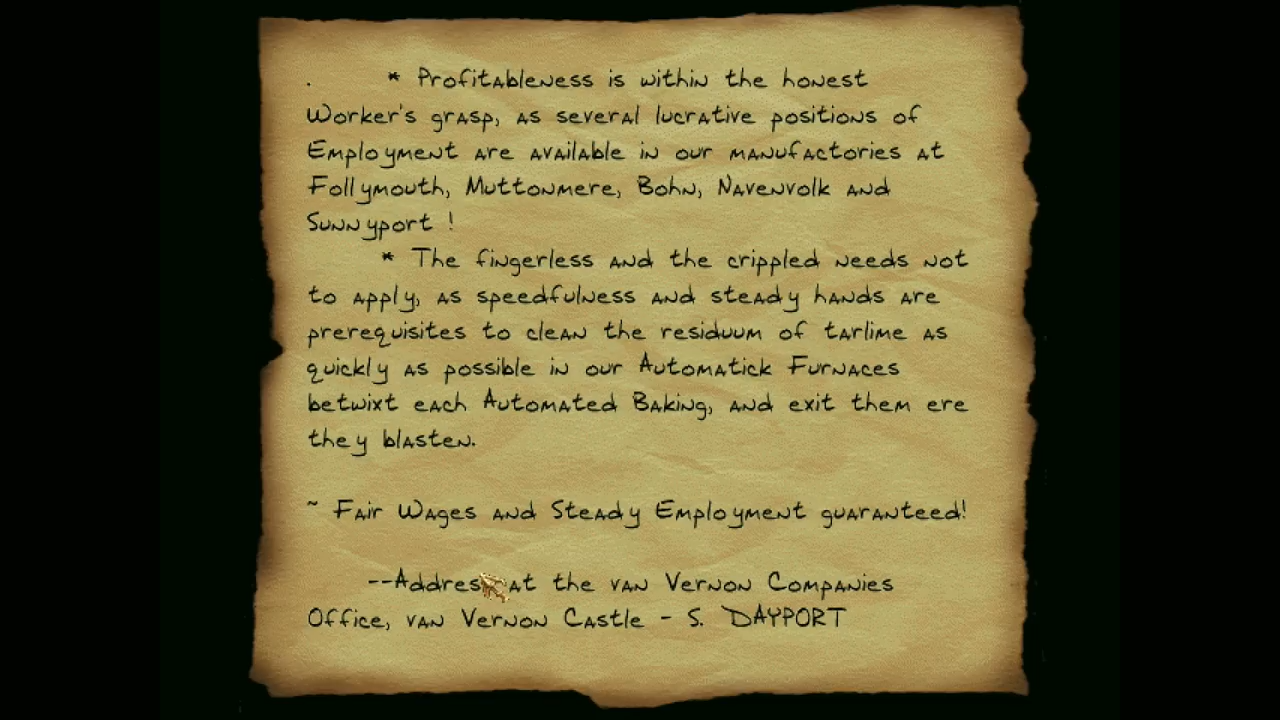 . * Profitableness is within the honest
Worker's grasp, as several lucrative positions of
Employment are available in our manufactories at
Follymouth, Muttonmere, Bohn, Navenvolk and
Sunnyport !
* The fingerless and the crippled needs not
to apply, as speedfulness and steady hands are
prerequisites to clean the residuum of tarlime as
quickly as possible in our Automatick Furnaces
betwixt each Automated Baking, and exit them ere
they blasten.
~ Fair Wages and Steady Employment guaranteed!
--Address at the van Vernon Companies
Office, van Vernon Castle - S. DAYPORT